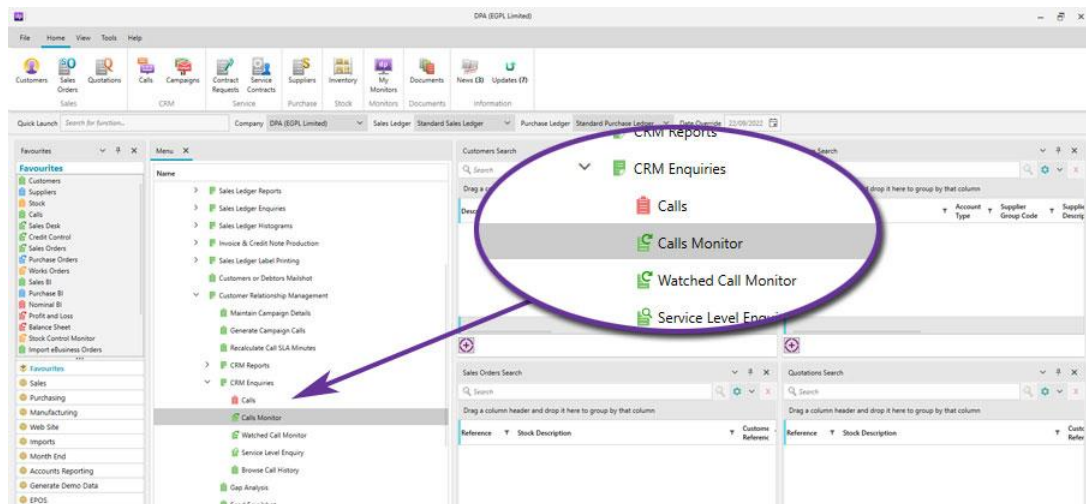 DPA (EGPL Limited)
File Home View Tools Help
Customers Sales Orders Quotations Calls Campaigns Contract Requests Service Contracts Suppliers Inventory My Monitors Documents News (3) Updates (7)
Sales CRM Service Purchase Stock Monitors Documents Information
Quick Launch Search for function... Company DPA (EGPL Limited) Sales Ledger Standard Sales Ledger Purchase Ledger Standard Purchase Ledger Date Override 22/09/2022
Favourites
Favourites
Customers
Suppliers
Stock
Calls
Sales Desk
Credit Control
Sales Orders
Purchase Orders
Works Orders
Sales BI
Purchase BI
Nominal BI
Profit and Loss
Balance Sheet
Stock Control Monitor
Import eBusiness Orders
Favourites
Sales
Purchasing
Manufacturing
Web Site
Imports
Month End
Accounts Reporting
Generate Demo Data
EPOS
Menu
Name
Sales Ledger Reports
Sales Ledger Enquiries
Sales Ledger Histograms
Invoice & Credit Note Production
Sales Ledger Label Printing
Customers or Debtors Mailshot
Customer Relationship Management
Maintain Campaign Details
Generate Campaign Calls
Recalculate Call SLA Minutes
CRM Reports
CRM Enquiries
Calls
Calls Monitor
Watched Call Monitor
Service Level Enquiry
Browse Call History
Gap Analysis
Customers Search
Search
Search
drop it here to group by that column
Account Type Supplier Group Code
CRM Reports
CRM Enquiries
Calls
Calls Monitor
Watched Call Monitor
Service Level
Sales Orders Search
Search
Drag a column header and drop it here to group by that column
Reference Stock Description
Quotations Search
Search
Drag a column header and drop it here to group by that column
Reference Stock Description